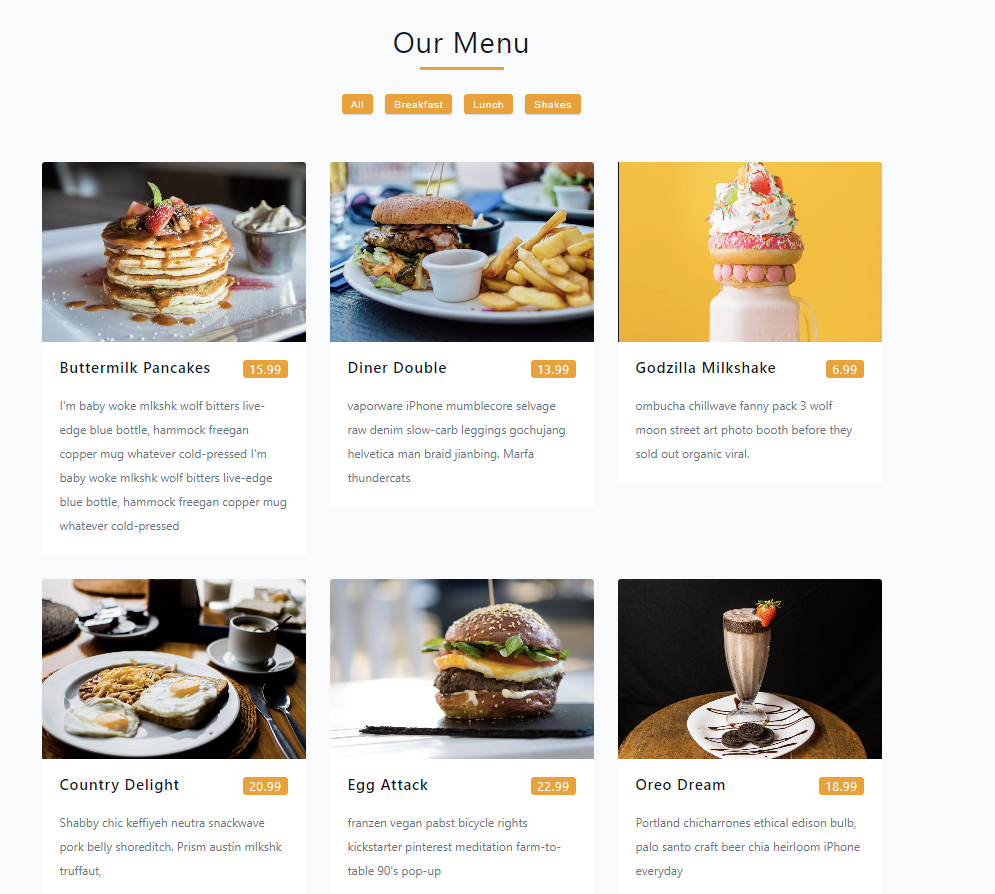 Our Menu
All Breakfast Lunch Shakes
Buttermilk Pancakes 15.99
I'm baby woke mlkshk wolf bitters live-
edge blue bottle, hammock freegan
copper mug whatever cold-pressed I'm
baby woke mlkshk wolf bitters live-edge
blue bottle, hammock freegan copper mug
whatever cold-pressed
Diner Double 13.99
vaporware iPhone mumblecore selvage
raw denim slow-carb leggings gochujang
helvetica man braid jianbing. Marfa
thundercats
Godzilla Milkshake 6.99
ombucha chillwave fanny pack 3 wolf
moon street art photo booth before they
sold out organic viral.
Country Delight 20.99
Shabby chic keffiyeh neutra snackwave
pork belly shoreditch. Prism austin mlkshk
truffaut,
Egg Attack 22.99
franzen vegan pabst bicycle rights
kickstarter pinterest meditation farm-to-
table 90's pop-up
Oreo Dream 18.99
Portland chicharrones ethical edison bulb,
palo santo craft beer chia heirloom iPhone
everyday